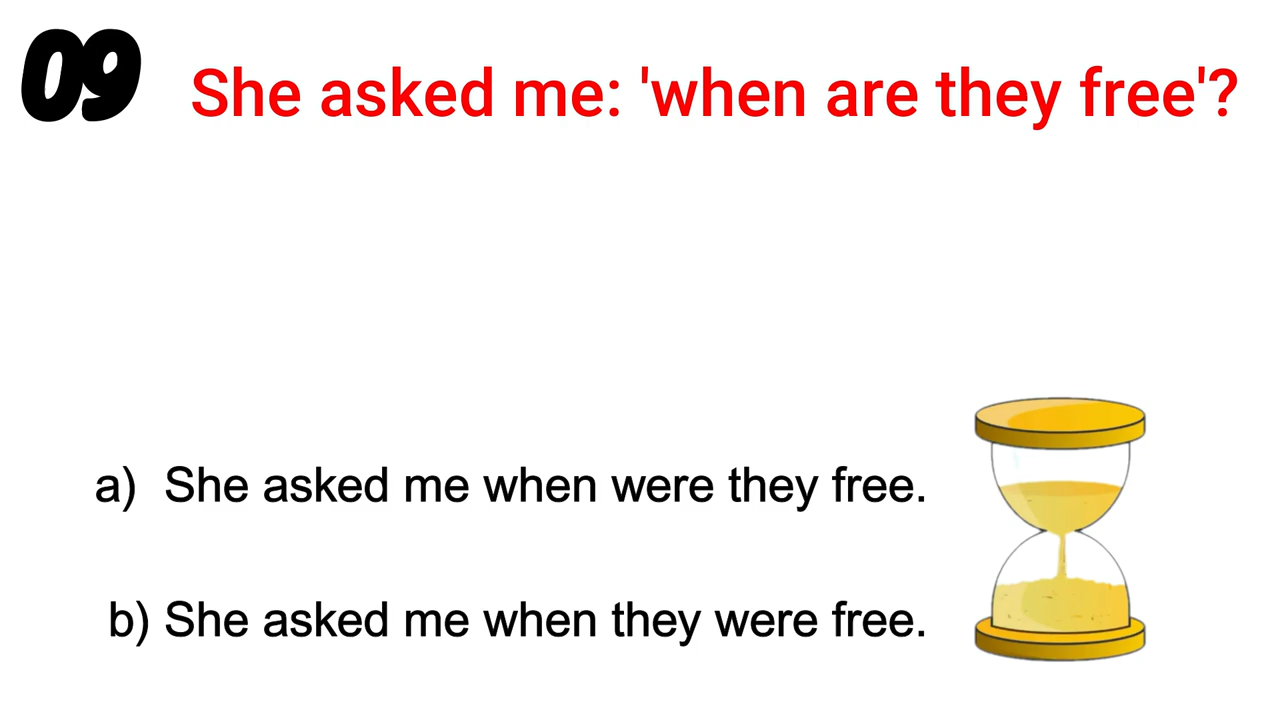 09 She asked me: 'when are they free'?
a) She asked me when were they free.
b) She asked me when they were free.